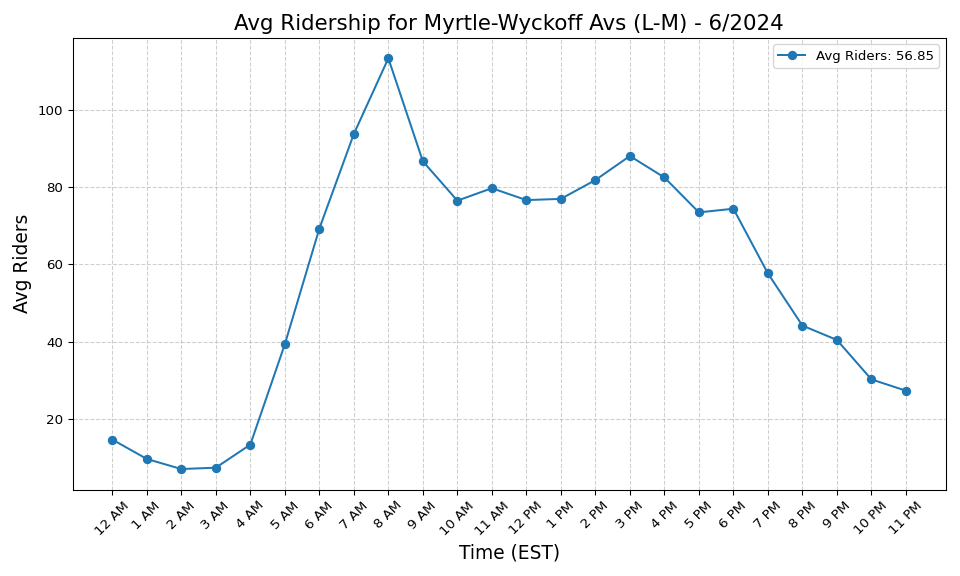 Avg Ridership for Myrtle-Wyckoff Avs (L-M) - 6/2024
Avg Riders: 56.85
Avg Riders
100
80
60
40
20
12 AM
1 AM
2 AM
3 AM
4 AM
5 AM
6 AM
7 AM
8 AM
9 AM
10 AM
11 AM
12 PM
1 PM
2 PM
3 PM
4 PM
5 PM
6 PM
7 PM
8 PM
9 PM
10 PM
11 PM
Time (EST)